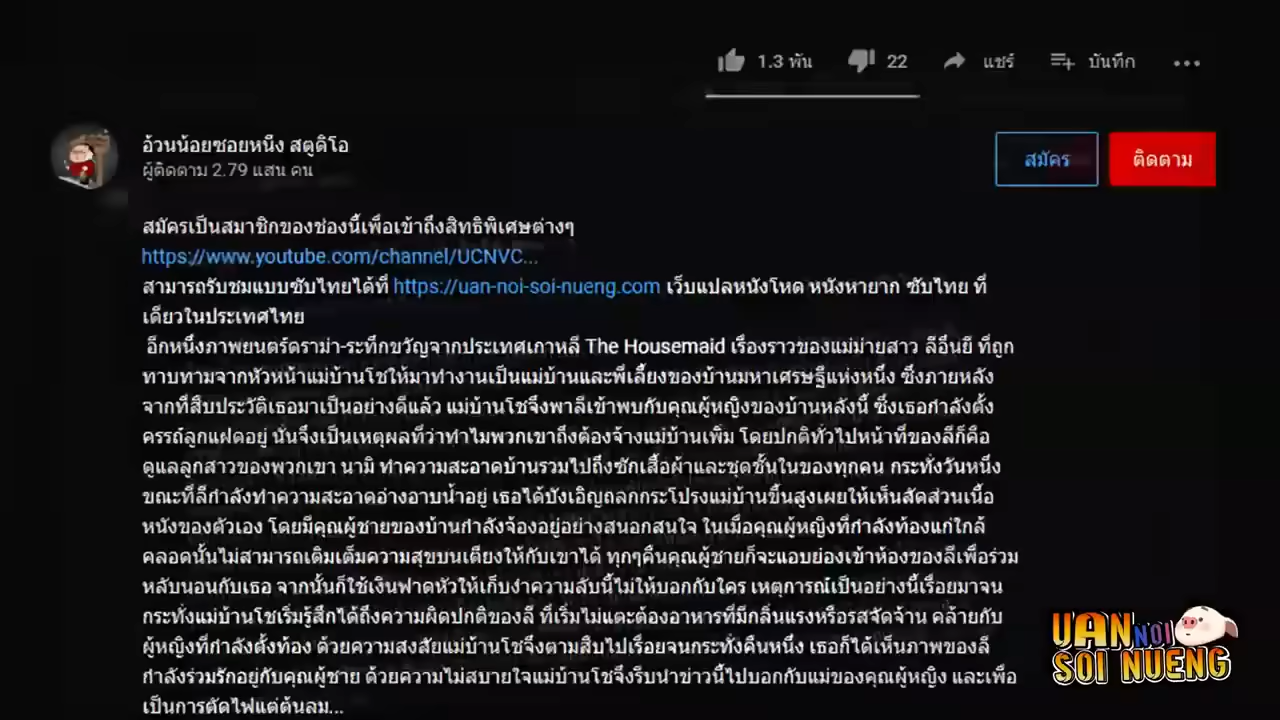 1.3 พัน 22 แชร์ บันทึก
อ้วนน้อยซอยหนึ่ง สตูดิโอ
ผู้ติดตาม 2.79 แสน คน
สมัคร ติดตาม
สมัครเป็นสมาชิกของช่องนี้เพื่อเข้าถึงสิทธิพิเศษต่างๆ
https://www.youtube.com/channel/UCNVC...
สามารถรับชมแบบซับไทยได้ที่ https://uan-noi-soi-nueng.com เว็บแปลหนังโหด หนังหายาก ซับไทย ที่
เดียวในประเทศไทย
อีกหนึ่งภาพยนตร์ดราม่า-ระทึกขวัญจากประเทศเกาหลี The Housemaid เรื่องราวของแม่ม่ายสาว ลีอึนยี ที่ถูก
ทาบทามจากหัวหน้าแม่บ้านโชให้มาทำงานเป็นแม่บ้านและพี่เลี้ยงของบ้านมหาเศรษฐีแห่งหนึ่ง ซึ่งภายหลัง
จากที่สืบประวัติเธอมาเป็นอย่างดีแล้ว แม่บ้านโชจึงพาลีเข้าพบกับคุณผู้หญิงของบ้านหลังนี้ ซึ่งเธอกำลังตั้ง
ครรถ์ลูกแฝดอยู่ นั่นจึงเป็นเหตุผลที่ว่าทำไมพวกเขาถึงต้องจ้างแม่บ้านเพิ่ม โดยปกติทั่วไปหน้าที่ของลีก็คือ
ดูแลลูกสาวของพวกเขา นามิ ทำความสะอาดบ้านรวมไปถึงซักเสื้อผ้าและชุดชั้นในของทุกคน กระทั่งวันหนึ่ง
ขณะที่ลีกำลังทำความสะอาดอ่างอาบน้ำอยู่ เธอได้บังเอิญถลกกระโปรงแม่บ้านขึ้นสูงเผยให้เห็นสัดส่วนเนื้อ
หนังของตัวเอง โดยมีคุณผู้ชายของบ้านกำลังจ้องอยู่อย่างสนอกสนใจ ในเมื่อคุณผู้หญิงที่กำลังท้องแก่ใกล้
คลอดนั้นไม่สามารถเติมเต็มความสุขบนเตียงให้กับเขาได้ ทุกๆคืนคุณผู้ชายก็จะแอบย่องเข้าห้องของลีเพื่อร่วม
หลับนอนกับเธอ จากนั้นก็ใช้เงินฟาดหัวให้เก็บงำความลับนี้ไม่ให้บอกกับใคร เหตุการณ์เป็นอย่างนี้เรื่อยมาจน
กระทั่งแม่บ้านโชเริ่มรู้สึกได้ถึงความผิดปกติของลี ที่เริ่มไม่แตะต้องอาหารที่มีกลิ่นแรงหรือรสจัดจ้าน คล้ายกับ
ผู้หญิงที่กำลังตั้งท้อง ด้วยความสงสัยแม่บ้านโชจึงตามสืบไปเรื่อยจนกระทั่งคืนหนึ่ง เธอก็ได้เห็นภาพของลี
กำลังร่วมรักอยู่กับคุณผู้ชาย ด้วยความไม่สบายใจแม่บ้านโชจึงรีบนำข่าวนี้ไปบอกกับแม่ของคุณผู้หญิง และเพื่อ
เป็นการตัดไฟแต่ต้นลม...
UAN NOI
SOI NUENG